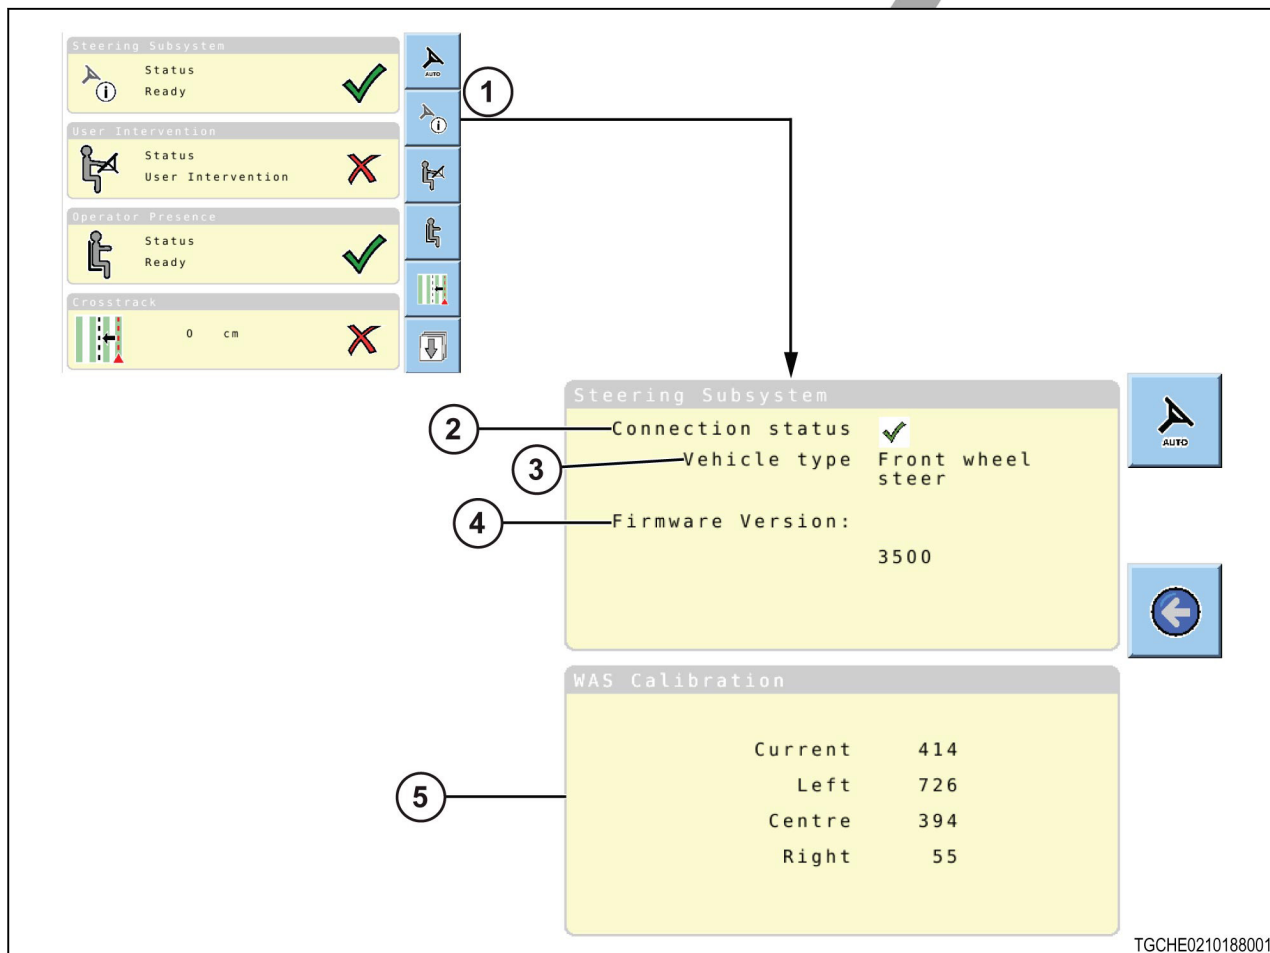 Steering Subsystem
Status
Ready
AUTO
1
User Intervention
Status
User Intervention
Operator Presence
Status
Ready
Crosstrack
0 cm
Steering Subsystem
2
Connection status
3
Vehicle type Front wheel
steer
4
Firmware Version:
3500
AUTO
WAS Calibration
5
Current 414
Left 726
Centre 394
Right 55
TGCHE0210188001